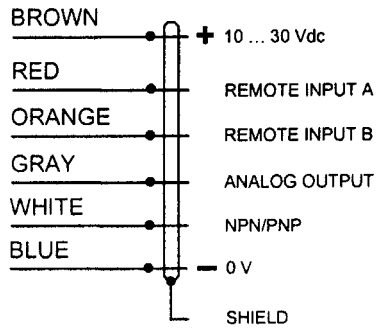 BROWN + 10 ... 30 Vdc
RED REMOTE INPUT A
ORANGE REMOTE INPUT B
GRAY ANALOG OUTPUT
WHITE NPN/PNP
BLUE — 0 V
SHIELD